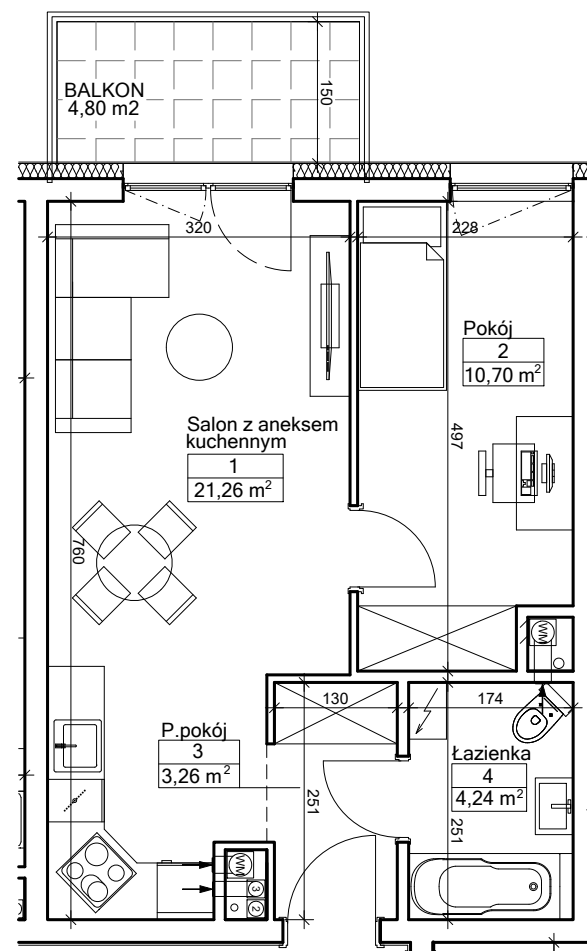 BALKON
4,80 m2
150
320
228
Pokój
2
10,70 m²
Salon z aneksem
kuchennym
1
21,26 m²
497
760
WM
130
174
P.pokój
3
3,26 m²
Łazienka
4
4,24 m²
251
251
WM
3
2